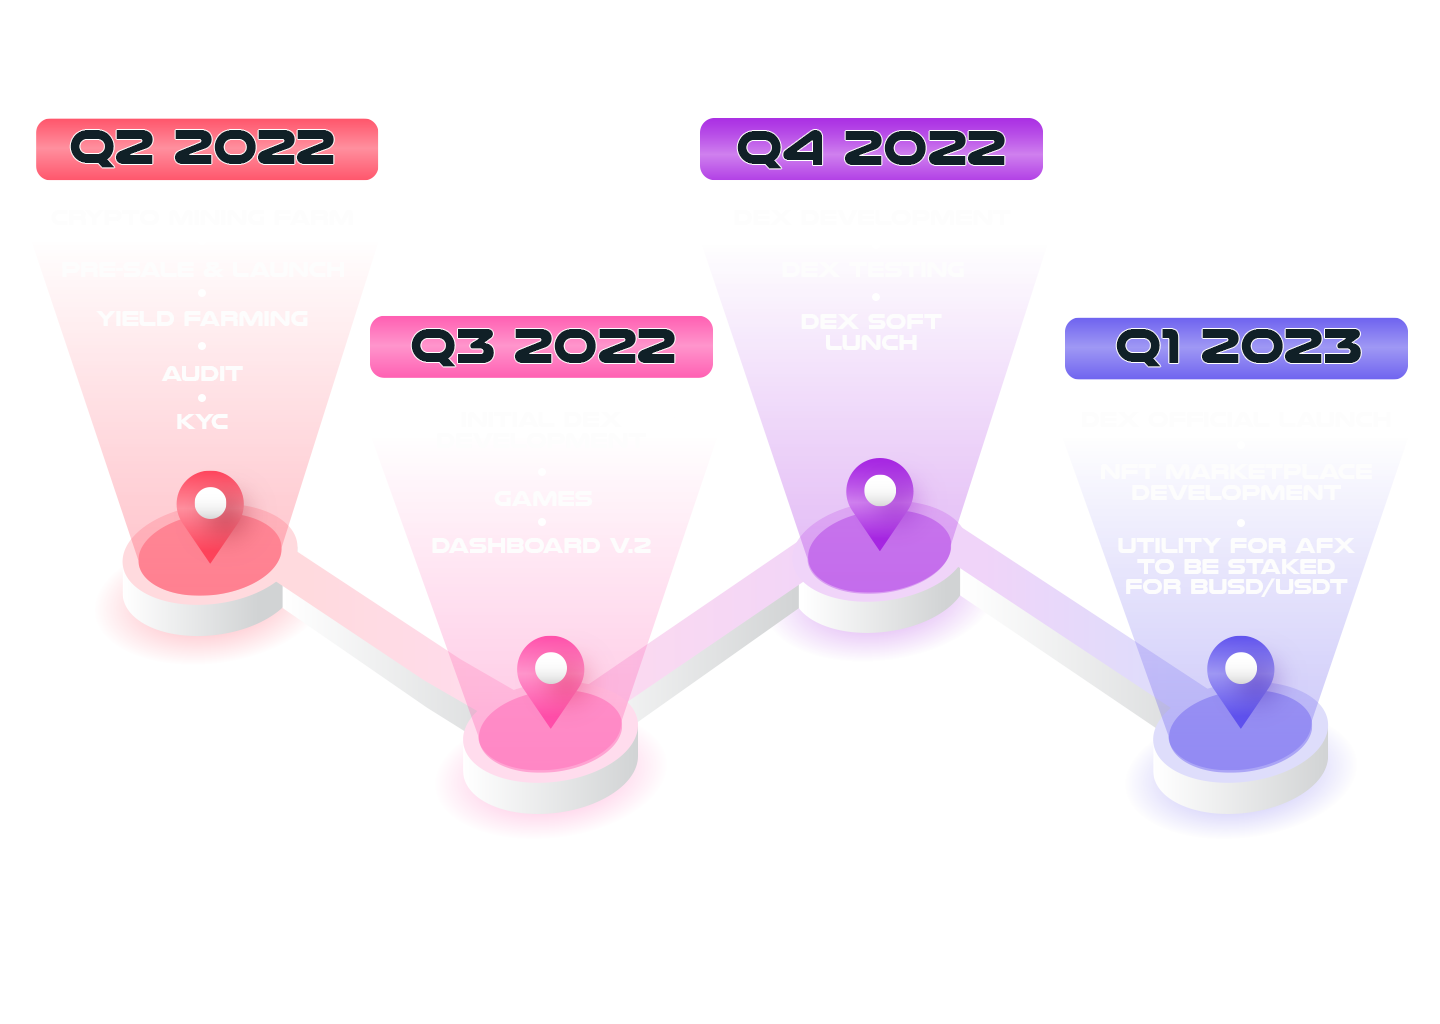 Q2 2022
CRYPTO MINING FARM
PRESALE & LAUNCH
YIELD FARMING
AUDIT
KYC
Q3 2022
INITIAL DEX
DEVELOPMENT
GAMES
DASHBOARD V.2
Q4 2022
DEX DEVELOPMENT
DEX TESTING
DEX SOFT
LUNCH
Q1 2023
DEX OFFICIAL LAUNCH
NFT MARKETPLACE
DEVELOPMENT
UTILITY FOR AFX
TO BE STAKED
FOR BUSD/USDT